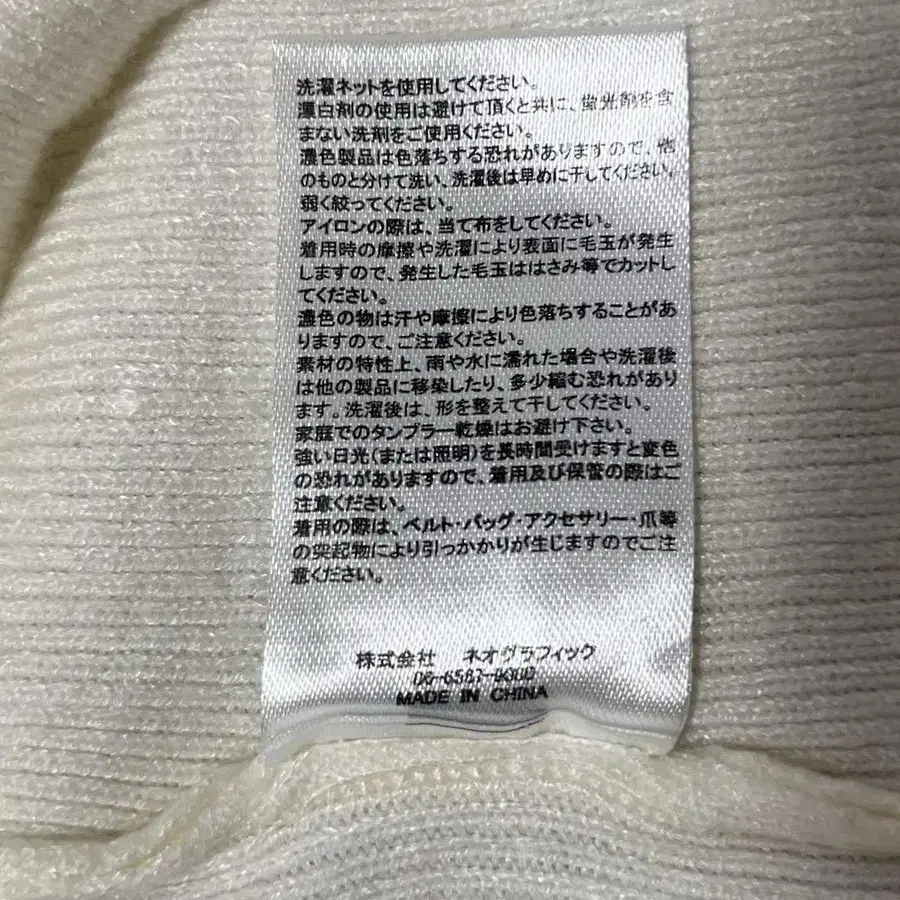 洗濯ネットを使用してください。
漂白剤の使用は避けて頂くと共に、蛍光剤を含
まない洗剤をご使用ください。
濃色製品は色落ちする恐れがありますので、他
のものと分けて洗い、洗濯後は早めに干してください。
弱く絞ってください。
アイロンの際は、当て布をしてください。
着用時の摩擦や洗濯により表面に毛玉が発生
しますので、発生した毛玉ははさみ等でカットし
てください。
濃色の物は汗や摩擦により色落ちすることがあ
りますので、ご注意ください。
素材の特性上、雨や水に濡れた場合や洗濯後
は他の製品に移染したり、多少縮む恐れがあり
ます。洗濯後は、形を整えて干してください。
家庭でのタンブラー乾燥はお避け下さい。
強い日光(または照明)を長時間受けますと変色
の恐れがありますので、着用及び保管の際はご
注意ください。
着用の際は、ベルト・バッグ・アクセサリー・爪等
の突起物により引っかかりが生じますのでご注
意ください。
株式会社 ネオグラフィック
MADE IN CHINA